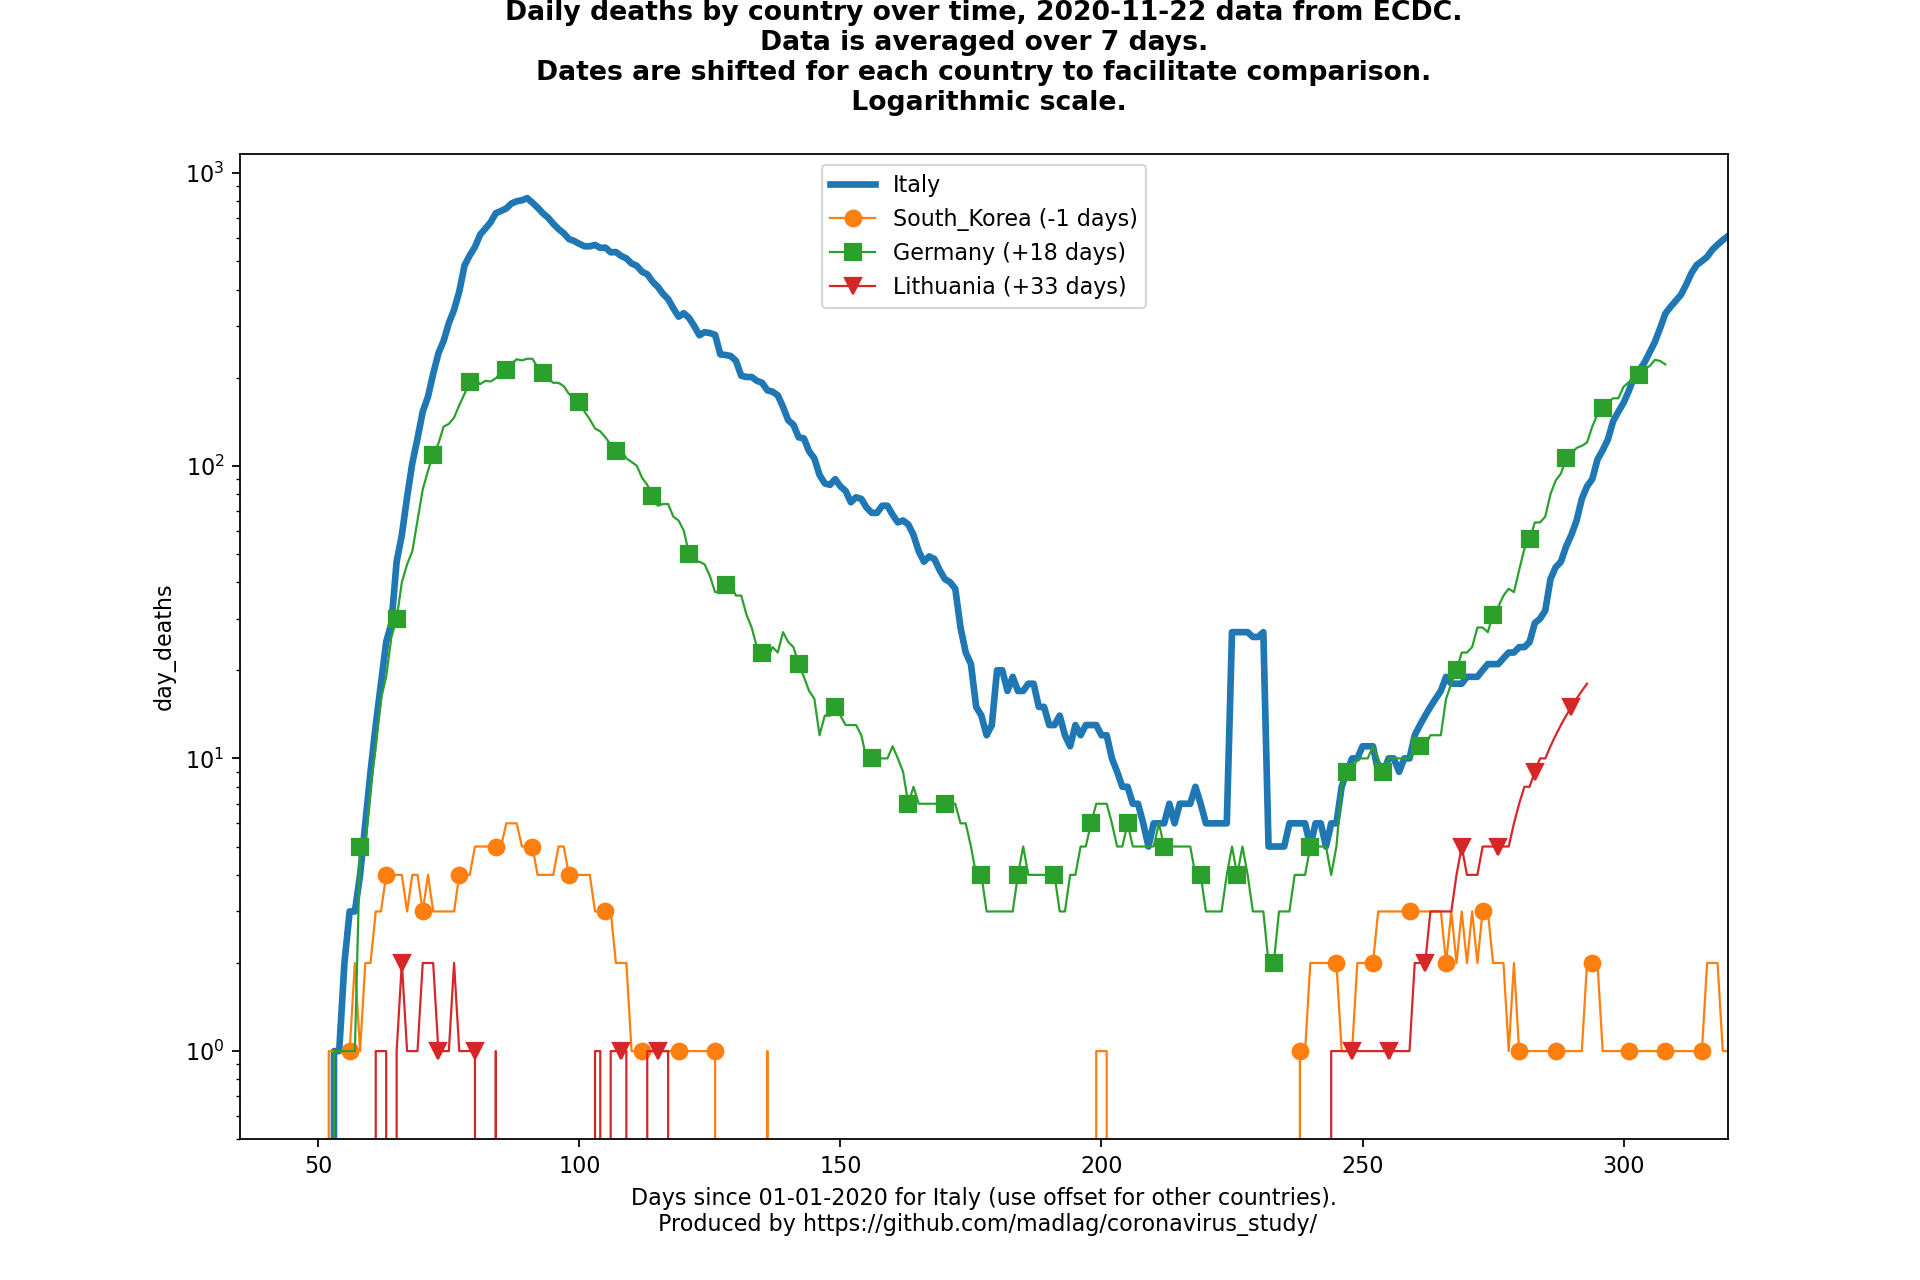 Daily deaths by country over time, 2020-11-22 data from ECDC.
Data is averaged over 7 days.
Dates are shifted for each country to facilitate comparison.
Logarithmic scale.
10³
Italy
South_Korea (-1 days)
Germany (+18 days)
Lithuania (+33 days)
10²
day_deaths
10¹
10⁰
50 100 150 200 250 300
Days since 01-01-2020 for Italy (use offset for other countries).
Produced by https://github.com/madlag/coronavirus_study/